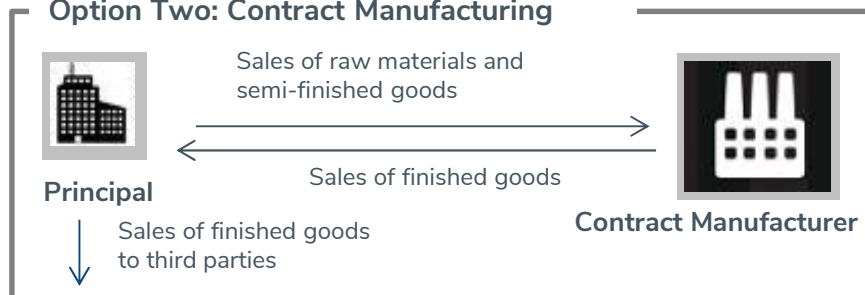 Option Two: Contract Manufacturing
Sales of raw materials and
semi-finished goods
Sales of finished goods
Principal
Contract Manufacturer
Sales of finished goods
to third parties